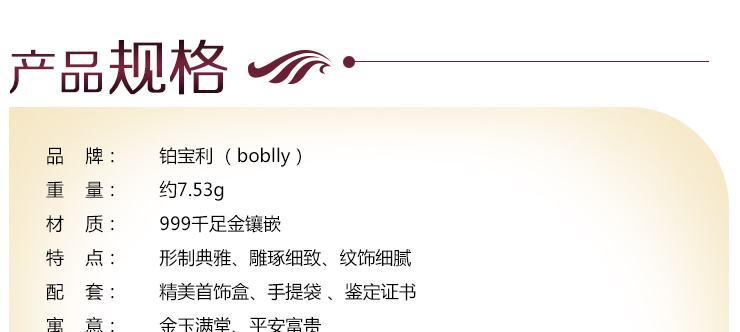 产品规格
品 牌： 铂宝利（boblly）
重 量： 约7.53g
材 质： 999千足金镶嵌
特 点： 形制典雅、雕琢细致、纹饰细腻
配 套： 精美首饰盒、手提袋 、鉴定证书
寓 意： 金玉满堂、平安富贵